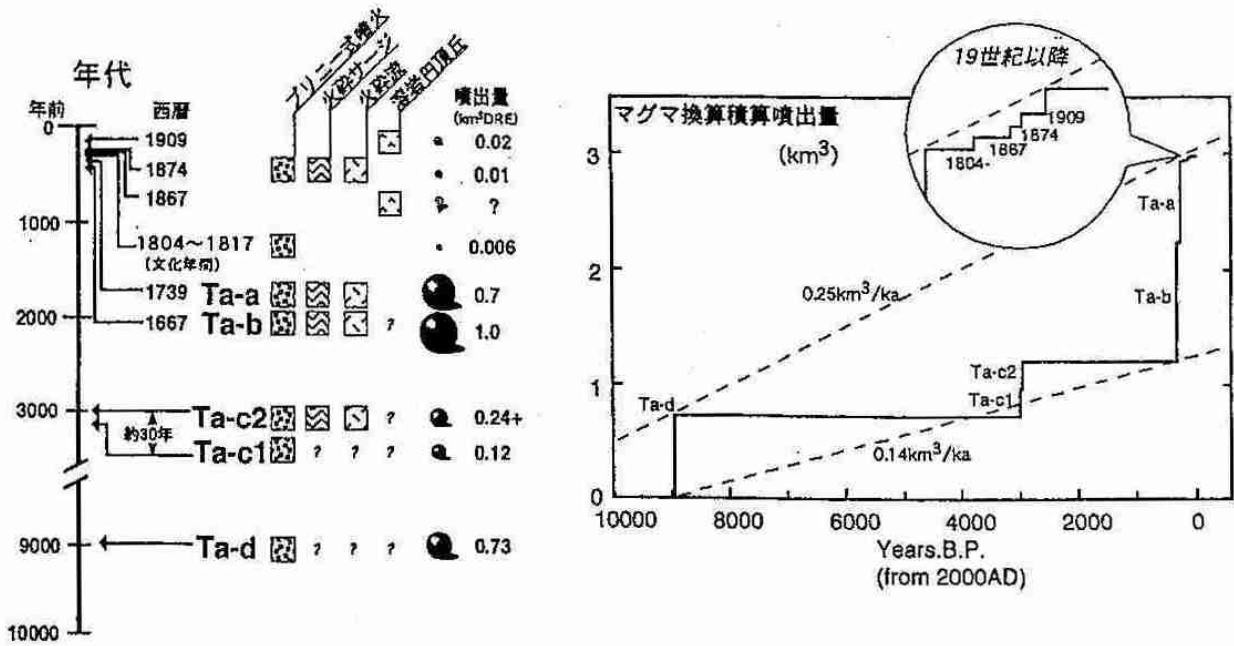 年代
年前
西暦
プリニー式噴火
火砕サージ
火砕流
溶岩円頂丘
噴出量
(km³DRE)
0
1909
0.02
1874
0.01
1867
?
1000
1804～1817
(文化年間)
0.006
1739
Ta-a
0.7
2000
1667
Ta-b
?
1.0
3000
Ta-c2
?
0.24+
約30年
Ta-c1
? ? ?
0.12
9000
Ta-d
? ? ?
0.73
10000
マグマ換算積算噴出量
(km³)
19世紀以降
1909
1874
1867
1804-
3
2
1
0
Ta-a
Ta-b
0.25km³/ka
Ta-c2
Ta-c1
Ta-d
0.14km³/ka
10000 8000 6000 4000 2000 0
Years.B.P.
(from 2000AD)